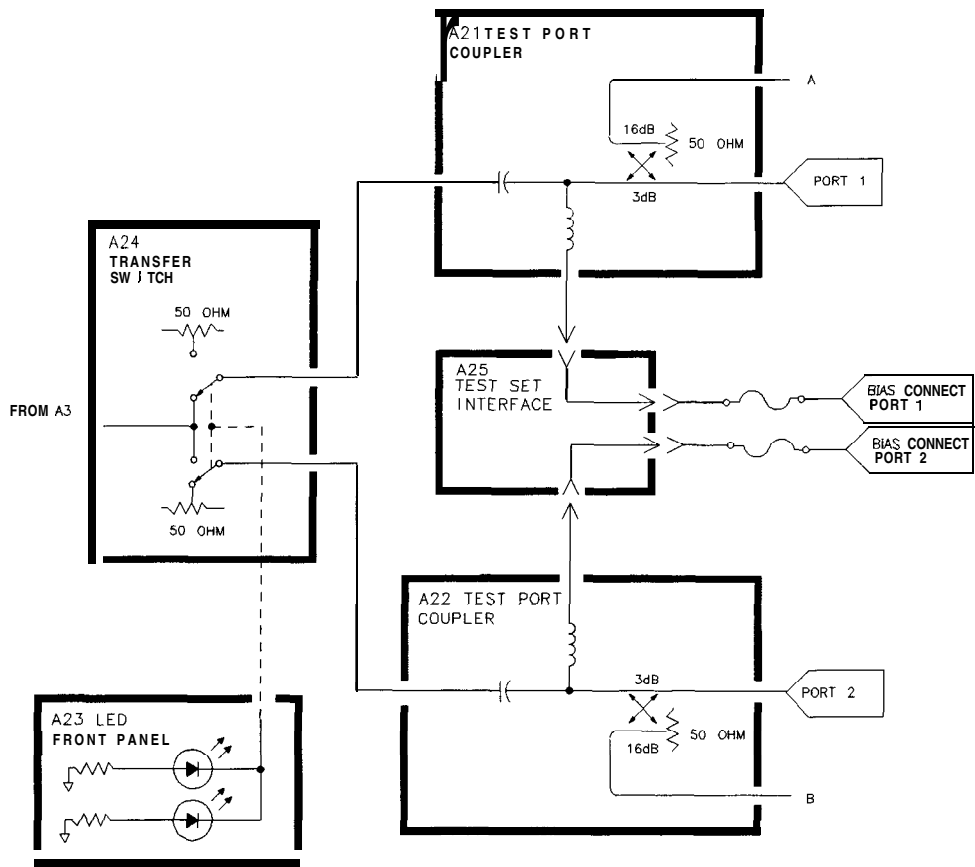 A21 TEST PORT
COUPLER
A
16dB
50 OHM
3dB
PORT 1
A24
TRANSFER
SW I TCH
50 OHM
FROM A3
50 OHM
A25
TEST SET
INTERFACE
BIAS CONNECT
PORT 1
BIAS CONNECT
PORT 2
A22 TEST PORT
COUPLER
3dB
PORT 2
50 OHM
16dB
B
A23 LED
FRONT PANEL